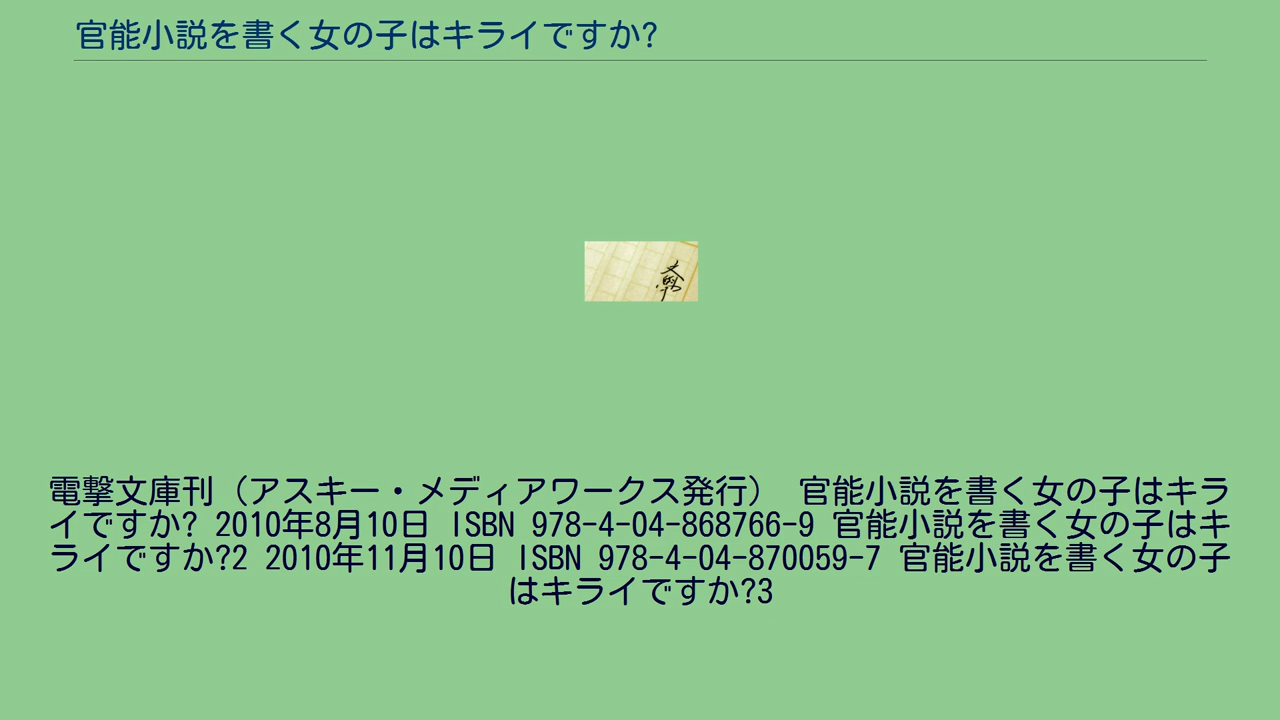 官能小説を書く女の子はキライですか?
電撃文庫刊（アスキー・メディアワークス発行） 官能小説を書く女の子はキラ
イですか? 2010年8月10日 ISBN 978-4-04-868766-9 官能小説を書く女の子はキ
ライですか?2 2010年11月10日 ISBN 978-4-04-870059-7 官能小説を書く女の子
はキライですか?3